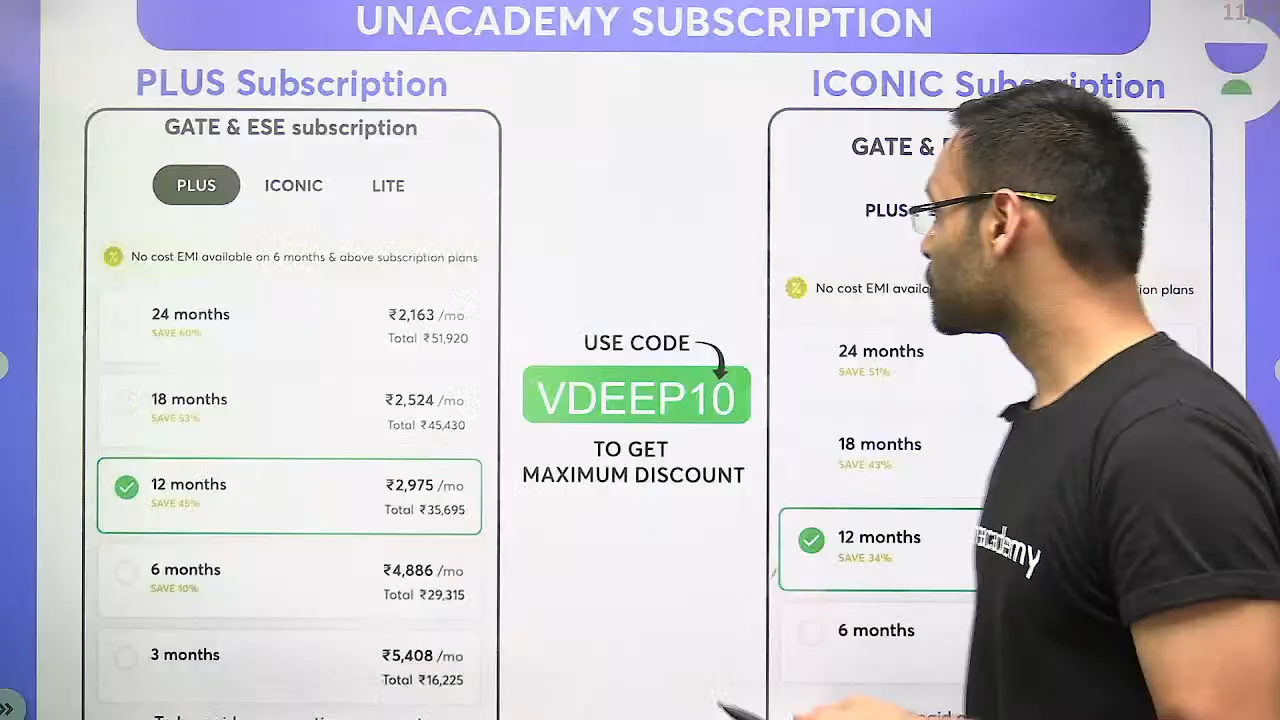 UNACADEMY SUBSCRIPTION
11/
PLUS Subscription
GATE & ESE subscription
PLUS ICONIC LITE
No cost EMI available on 6 months & above subscription plans
24 months ₹2,163 /mo
SAVE 60% Total ₹51,920
18 months ₹2,524 /mo
SAVE 53% Total ₹45,430
12 months ₹2,975 /mo
SAVE 45% Total ₹35,695
6 months ₹4,886 /mo
SAVE 10% Total ₹29,315
3 months ₹5,408 /mo
Total ₹16,225
USE CODE
VDEEP10
TO GET
MAXIMUM DISCOUNT
ICONIC Subscription
GATE &
PLUS
No cost EMI plans
24 months
SAVE 51%
18 months
SAVE 43%
12 months
SAVE 34%
6 months